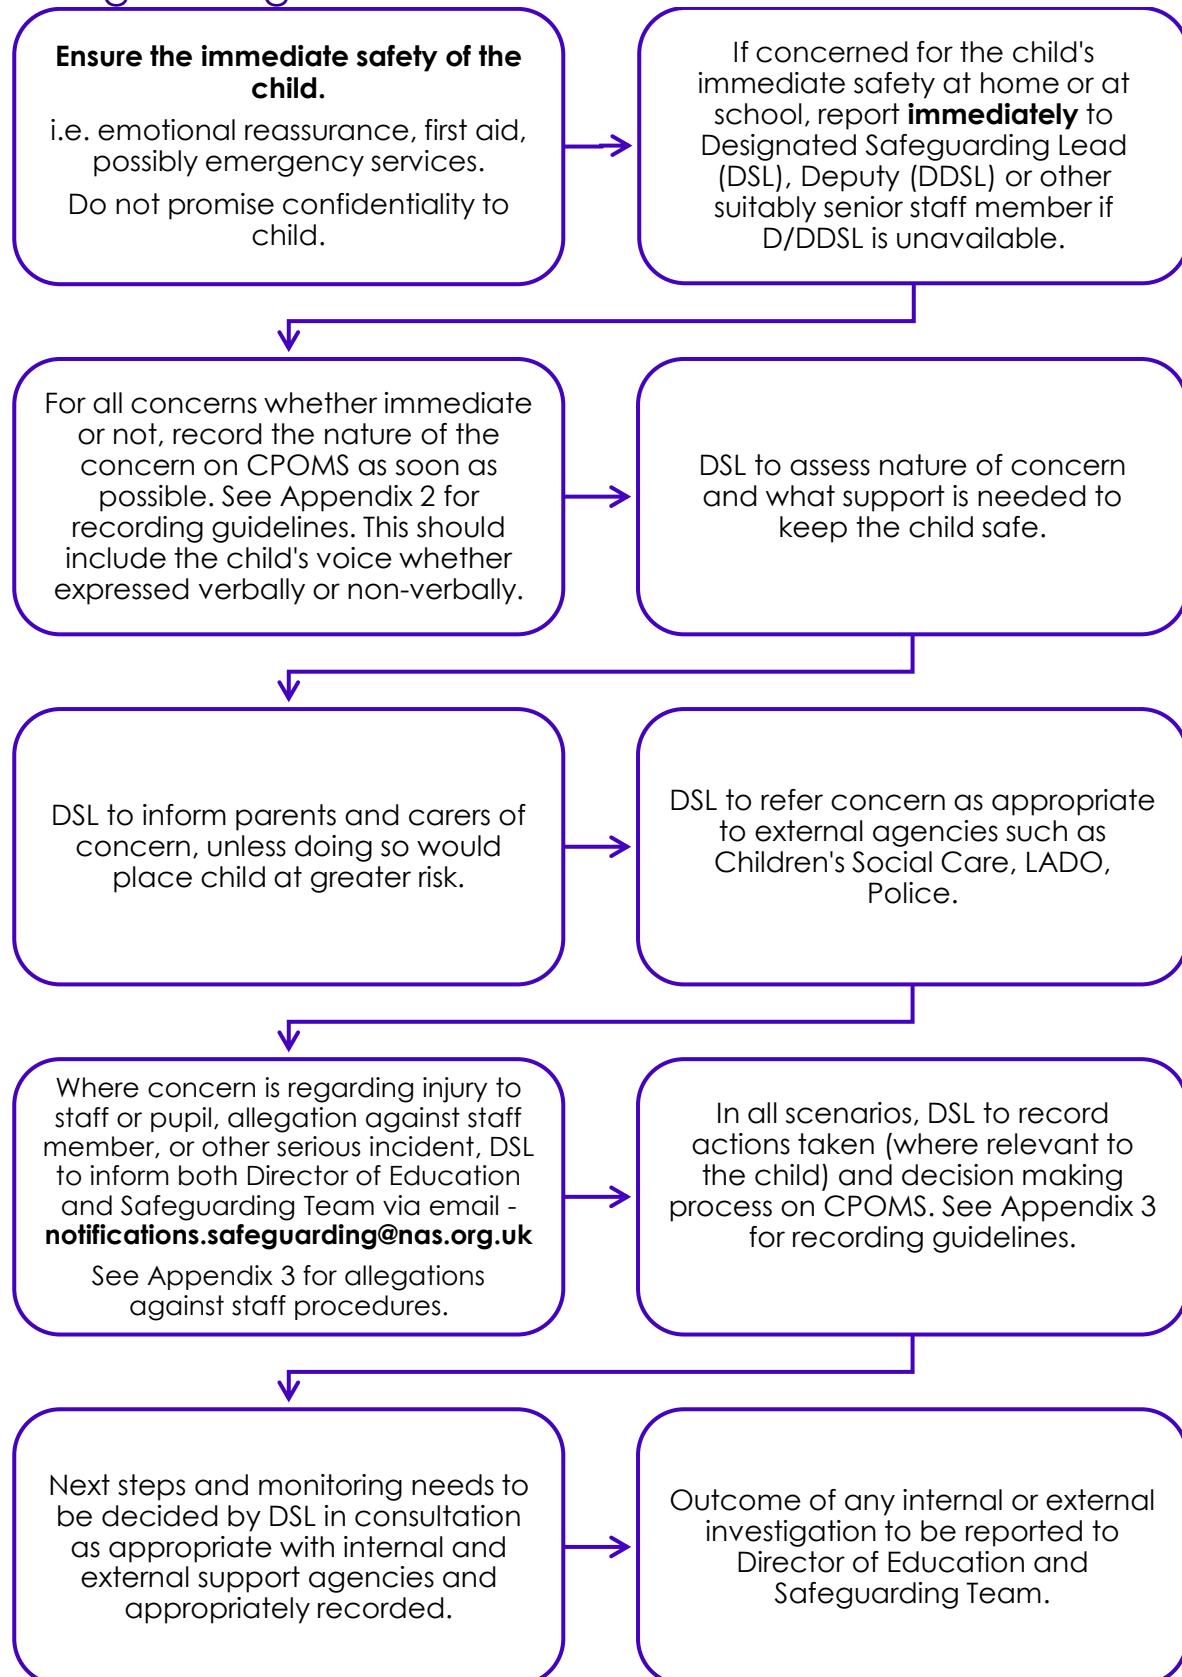 Ensure the immediate safety of the
child.
i.e. emotional reassurance, first aid,
possibly emergency services.
Do not promise confidentiality to
child.
If concerned for the child's
immediate safety at home or at
school, report immediately to
Designated Safeguarding Lead
(DSL), Deputy (DDSL) or other
suitably senior staff member if
D/DDSL is unavailable.
For all concerns whether immediate
or not, record the nature of the
concern on CPOMS as soon as
possible. See Appendix 2 for
recording guidelines. This should
include the child's voice whether
expressed verbally or non-verbally.
DSL to assess nature of concern
and what support is needed to
keep the child safe.
DSL to inform parents and carers of
concern, unless doing so would
place child at greater risk.
DSL to refer concern as appropriate
to external agencies such as
Children's Social Care, LADO,
Police.
Where concern is regarding injury to
staff or pupil, allegation against staff
member, or other serious incident, DSL
to inform both Director of Education
and Safeguarding Team via email -
notifications.safeguarding@nas.org.uk
See Appendix 3 for allegations
against staff procedures.
In all scenarios, DSL to record
actions taken (where relevant to
the child) and decision making
process on CPOMS. See Appendix 3
for recording guidelines.
Next steps and monitoring needs to
be decided by DSL in consultation
as appropriate with internal and
external support agencies and
appropriately recorded.
Outcome of any internal or external
investigation to be reported to
Director of Education and
Safeguarding Team.